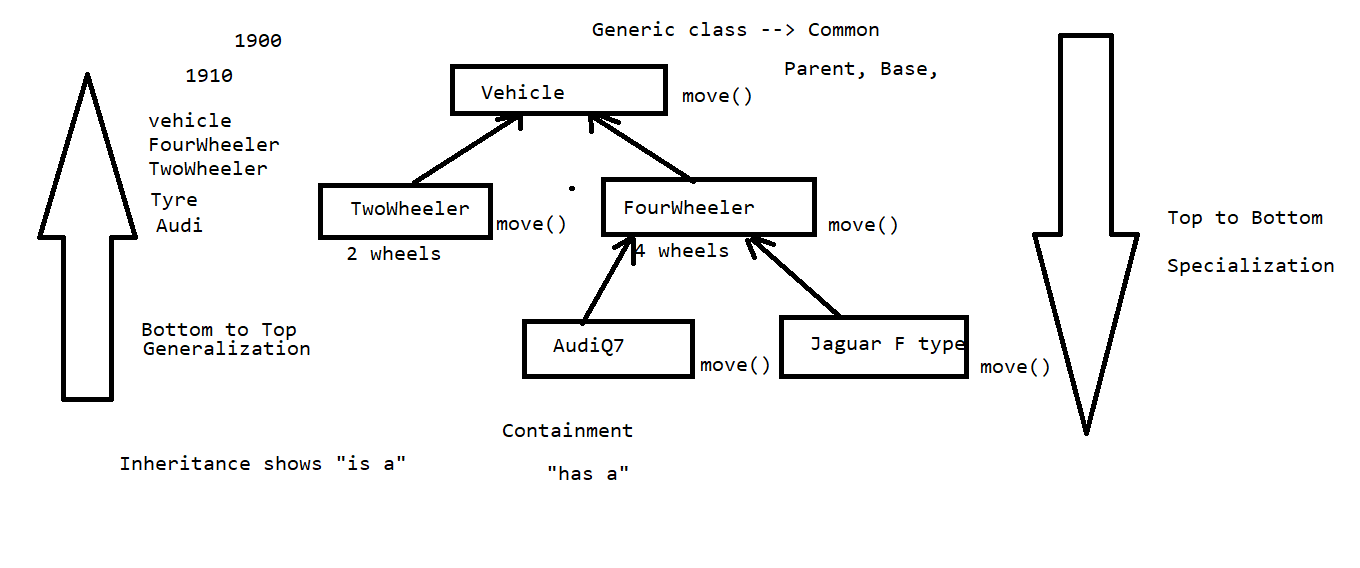 Generic class --> Common
1900
Parent, Base,
1910
Vehicle
move()
vehicle
FourWheeler
TwoWheeler
Tyre
Audi
TwoWheeler
move()
2 wheels
FourWheeler
move()
4 wheels
Top to Bottom
Specialization
Bottom to Top
Generalization
AudiQ7
move()
Jaguar F type
move()
Containment
Inheritance shows "is a"
"has a"